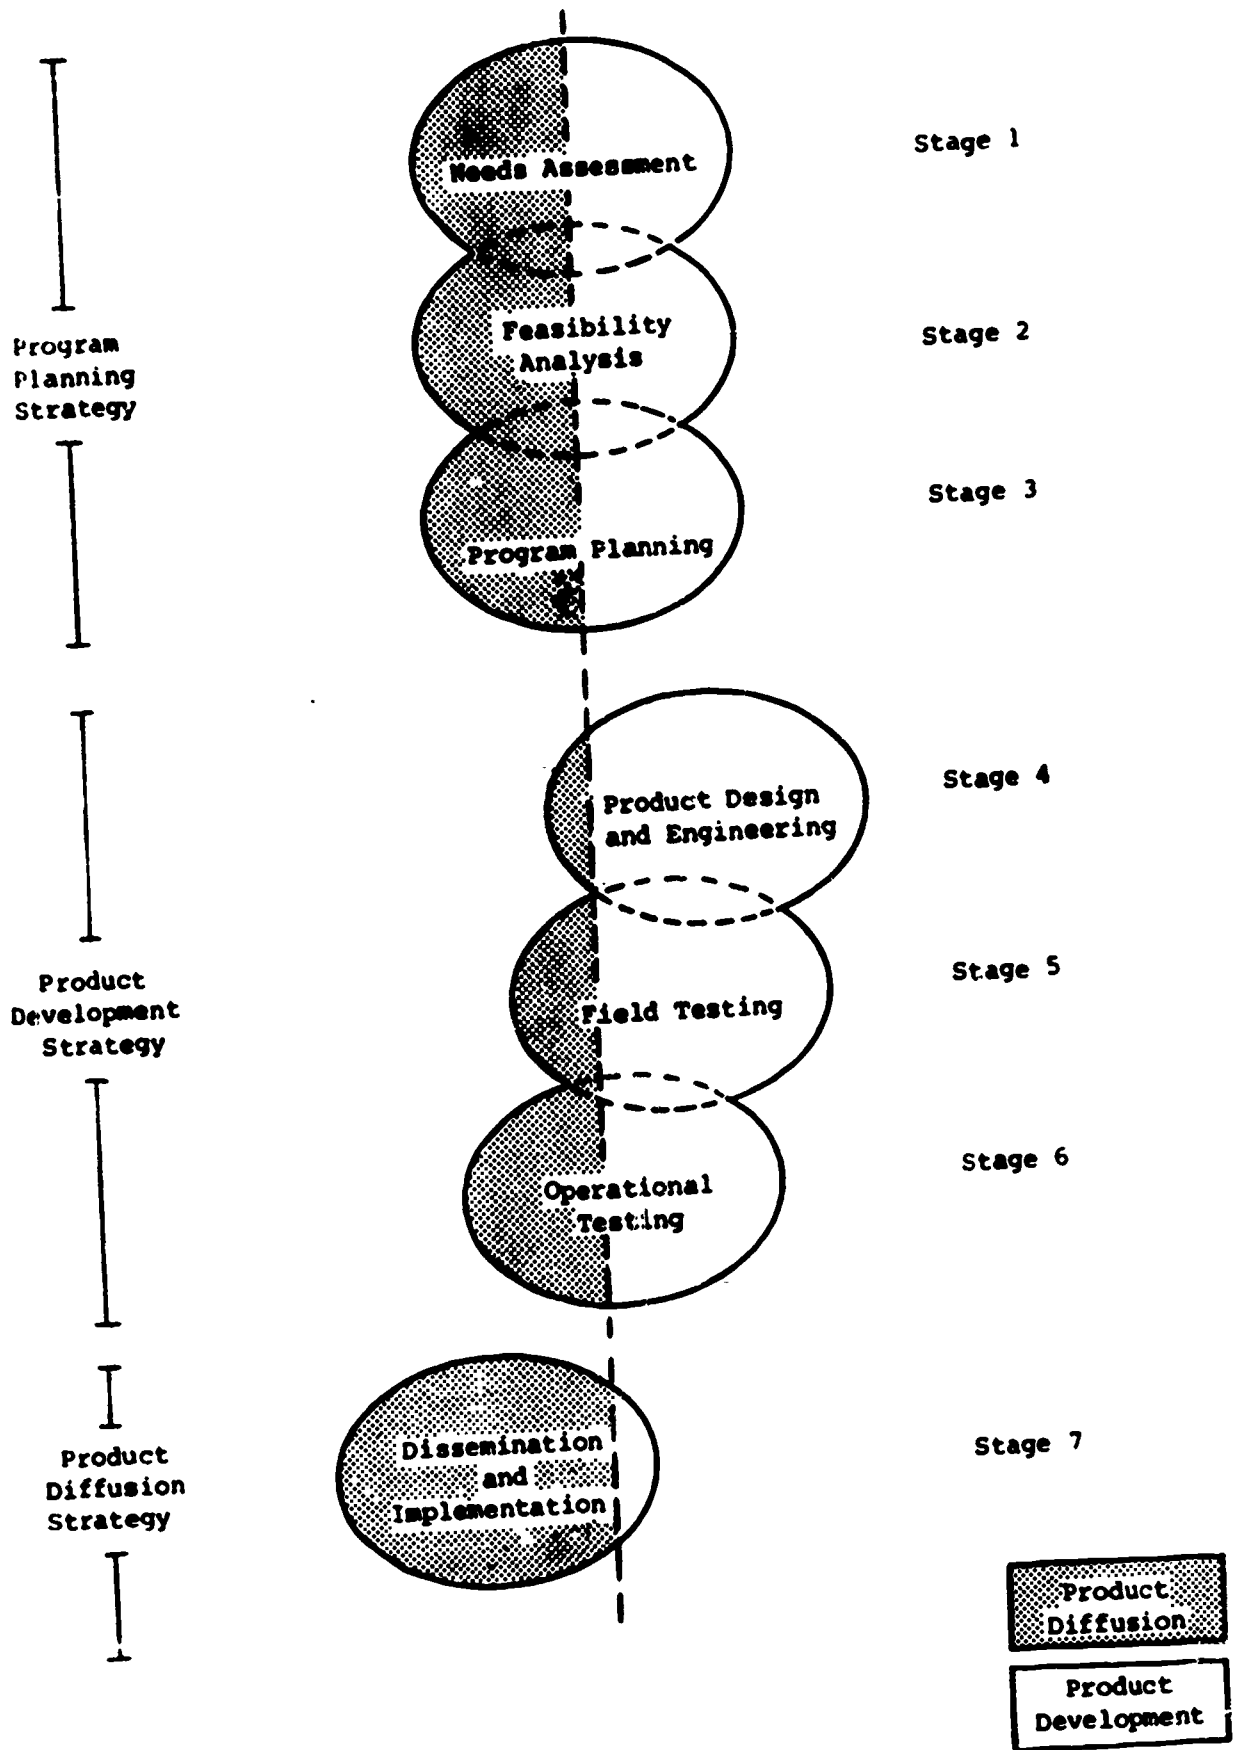 Needs Assessment
Stage 1
Feasibility
Analysis
Stage 2
Program
Planning
Strategy
Program Planning
Stage 3
Product Design
and Engineering
Stage 4
Product
Development
Strategy
Field Testing
Stage 5
Operational
Testing
Stage 6
Dissemination
and
Implementation
Stage 7
Product
Diffusion
Strategy
Product
Diffusion
Product
Development